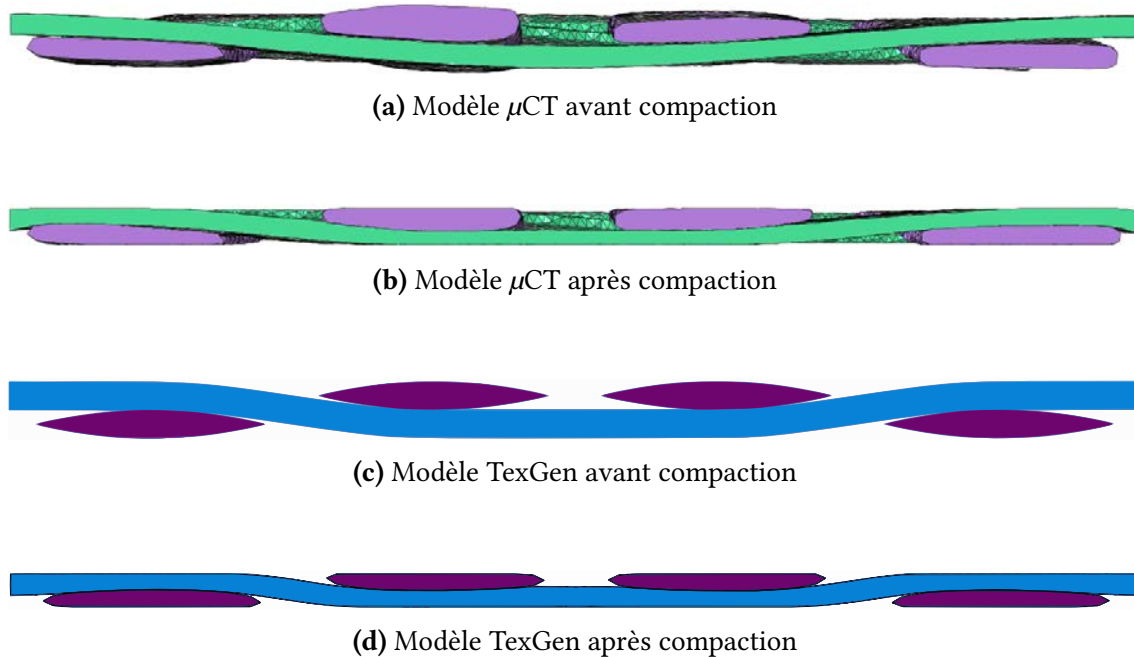 (a) Modèle μCT avant compaction
(b) Modèle μCT après compaction
(c) Modèle TexGen avant compaction
(d) Modèle TexGen après compaction